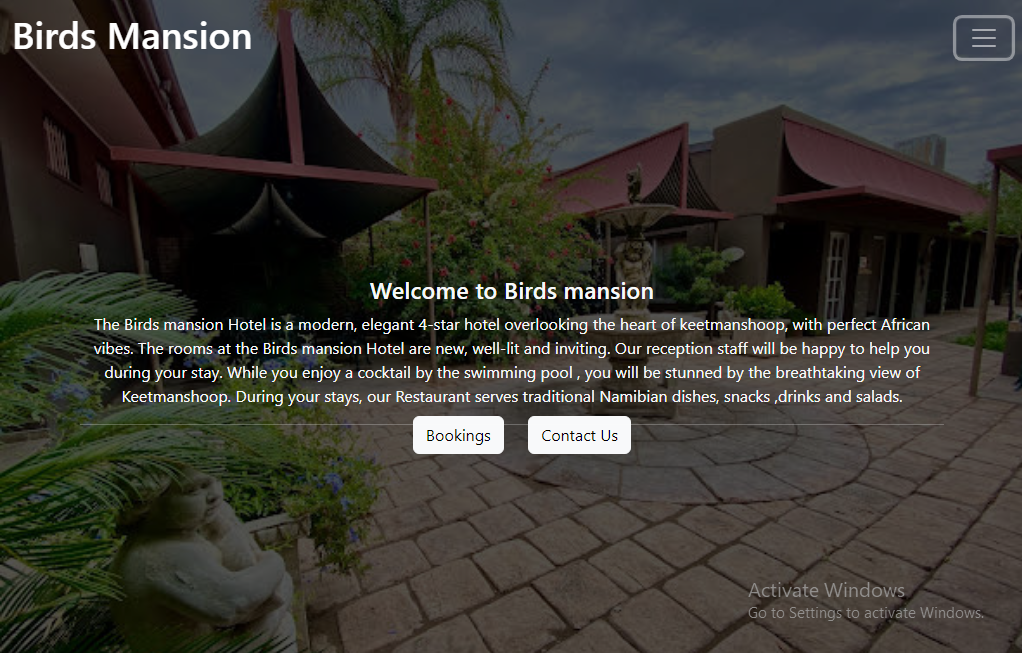 Birds Mansion
Welcome to Birds mansion
The Birds mansion Hotel is a modern, elegant 4-star hotel overlooking the heart of keetmanshoop, with perfect African
vibes. The rooms at the Birds mansion Hotel are new, well-lit and inviting. Our reception staff will be happy to help you
during your stay. While you enjoy a cocktail by the swimming pool , you will be stunned by the breathtaking view of
Keetmanshoop. During your stays, our Restaurant serves traditional Namibian dishes, snacks ,drinks and salads.
Bookings Contact Us
Activate Windows
Go to Settings to activate Windows.